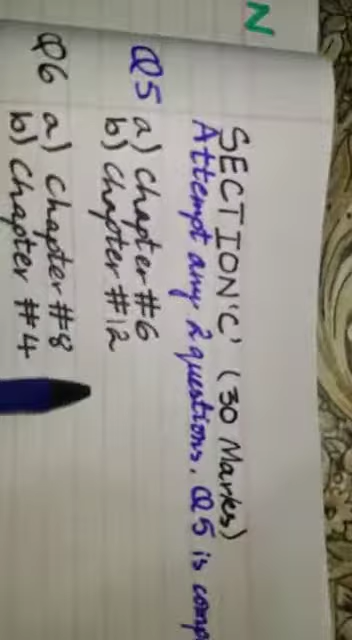 N
SECTION 'C' (30 Marks)
Attempt any 2 questions. Q5 is comp
Q5 a) Chapter #6
b) Chapter #12
Q6 a) Chapter #8
b) Chapter #4